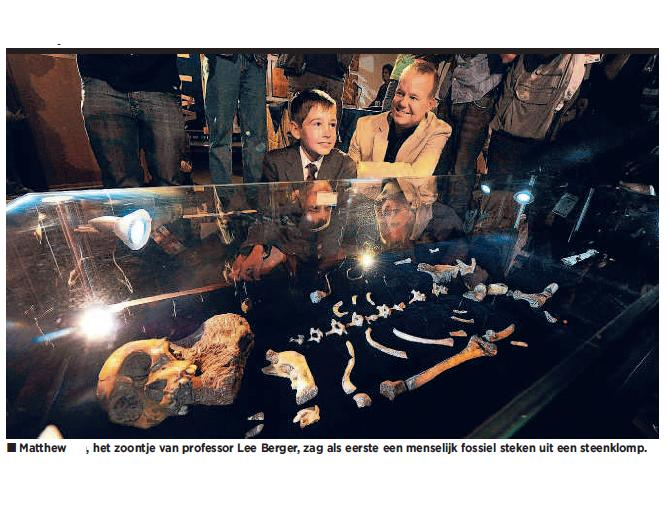 ■ Matthew , het zoontje van professor Lee Berger, zag als eerste een menselijk fossiel steken uit een steenklomp.